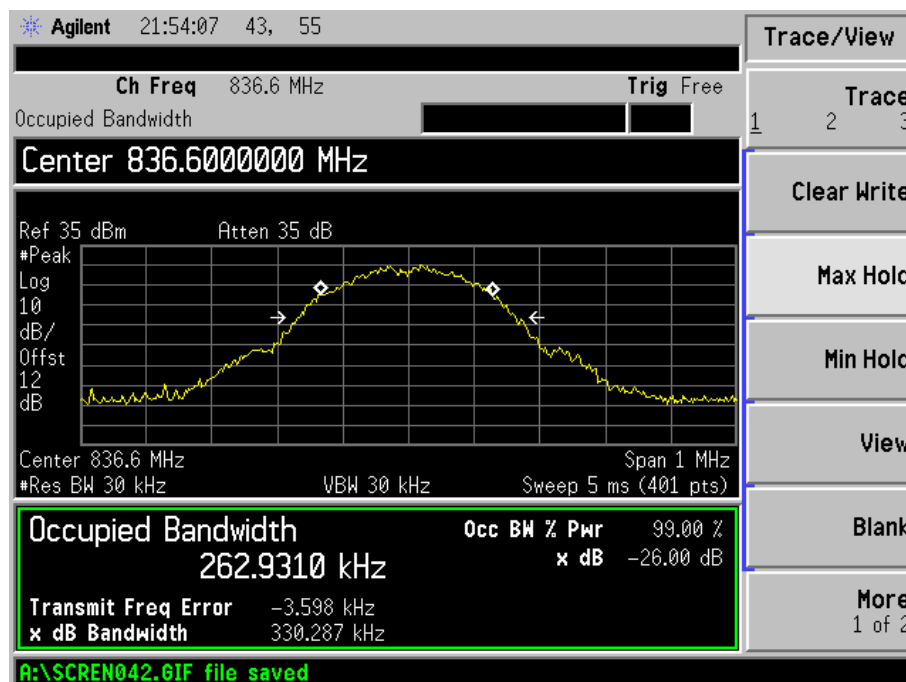 Agilent 21:54:07 43, 55
Trace/View
Ch Freq 836.6 MHz Trig Free
Occupied Bandwidth
Trace
1 2 3
Center 836.6000000 MHz
Clear Write
Ref 35 dBm Atten 35 dB
#Peak
Log
10
dB/
Offst
12
dB
Max Hold
Min Hold
Center 836.6 MHz Span 1 MHz
#Res BW 30 kHz VBW 30 kHz Sweep 5 ms (401 pts)
View
Occupied Bandwidth Occ BW % Pwr 99.00 %
262.9310 kHz x dB -26.00 dB
Blank
Transmit Freq Error -3.598 kHz
x dB Bandwidth 330.287 kHz
More
1 of 2
A:\SCREN042.GIF file saved